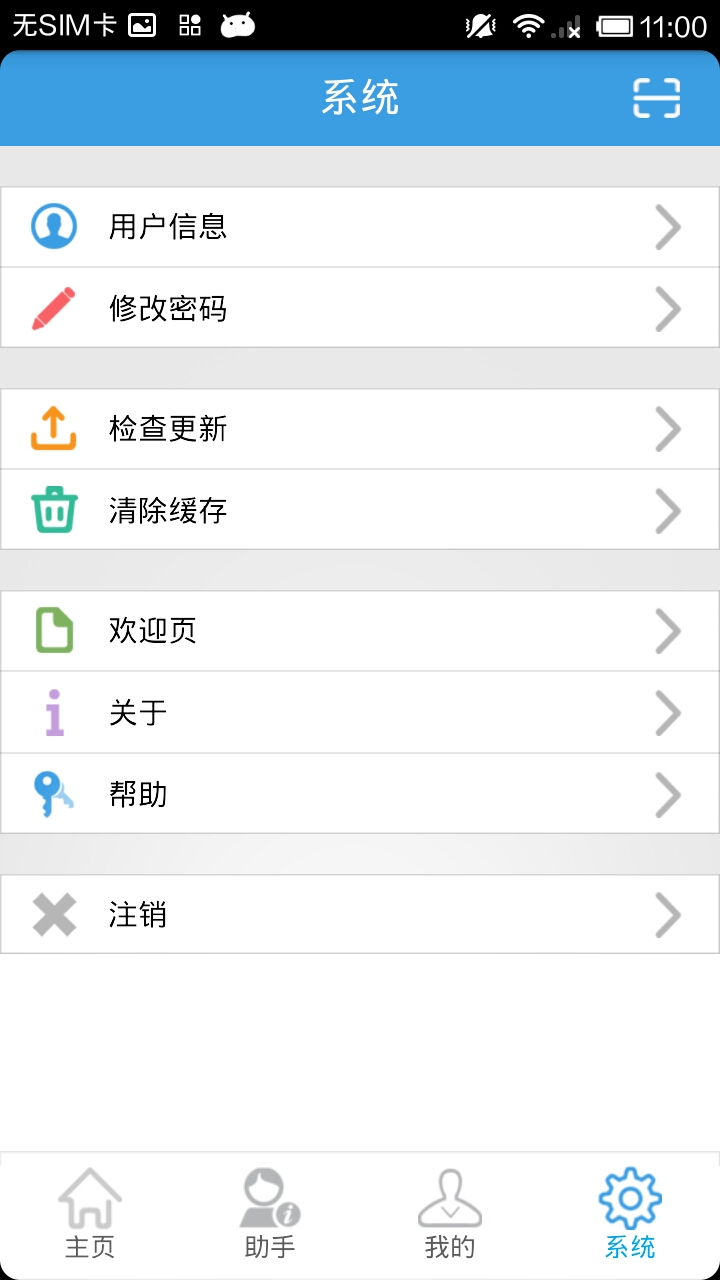 无SIM卡 11:00
系统
用户信息
修改密码
检查更新
清除缓存
欢迎页
关于
帮助
注销
主页 助手 我的 系统